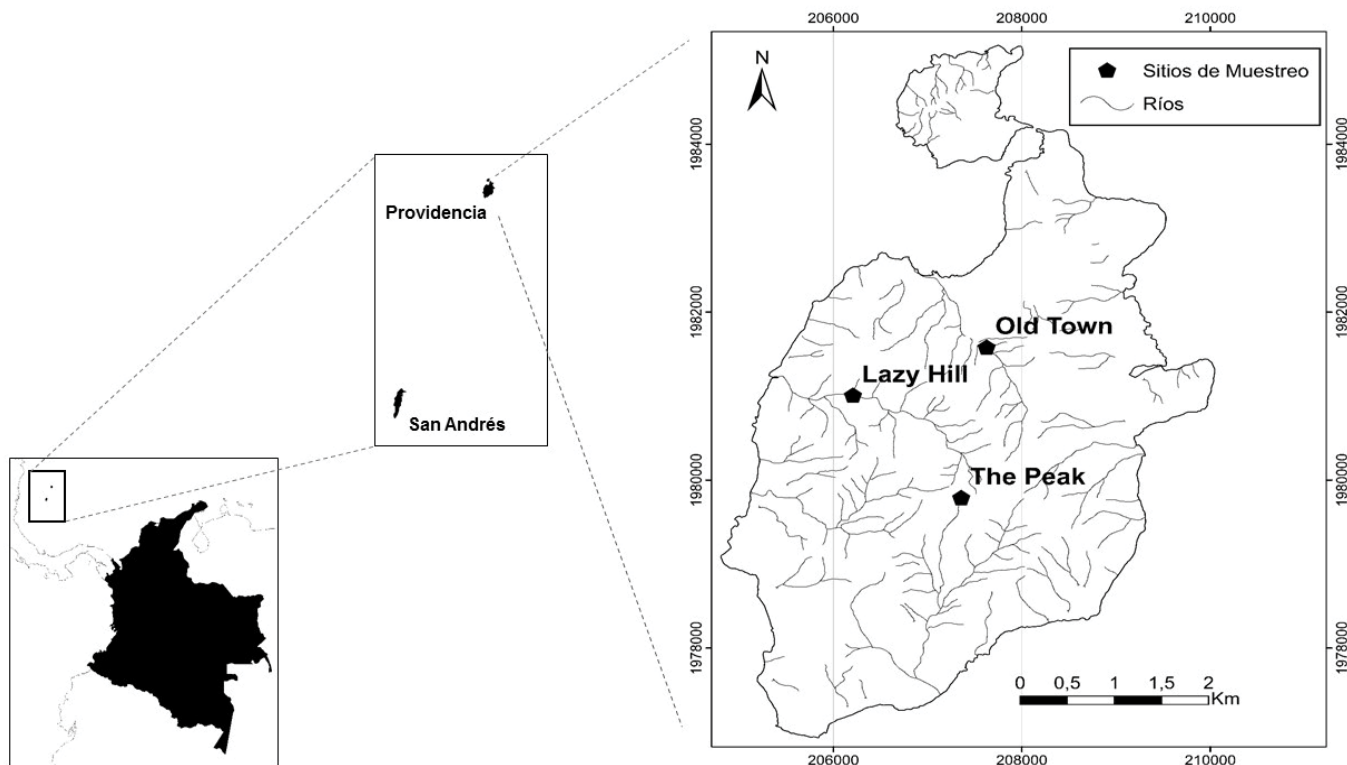 Providencia
San Andrés
206000 208000 210000
N
Sitios de Muestreo
Ríos
1984000 1984000
1982000 1982000
Old Town
Lazy Hill
The Peak
1980000 1980000
1978000 1978000
0 0,5 1 1,5 2
Km
206000 208000 210000